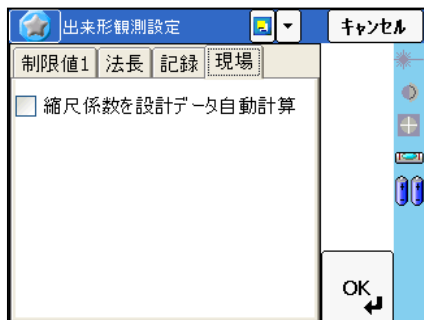 出来形観測設定
キャンセル
制限値1 法長 記録 現場
縮尺係数を設計データ自動計算
OK